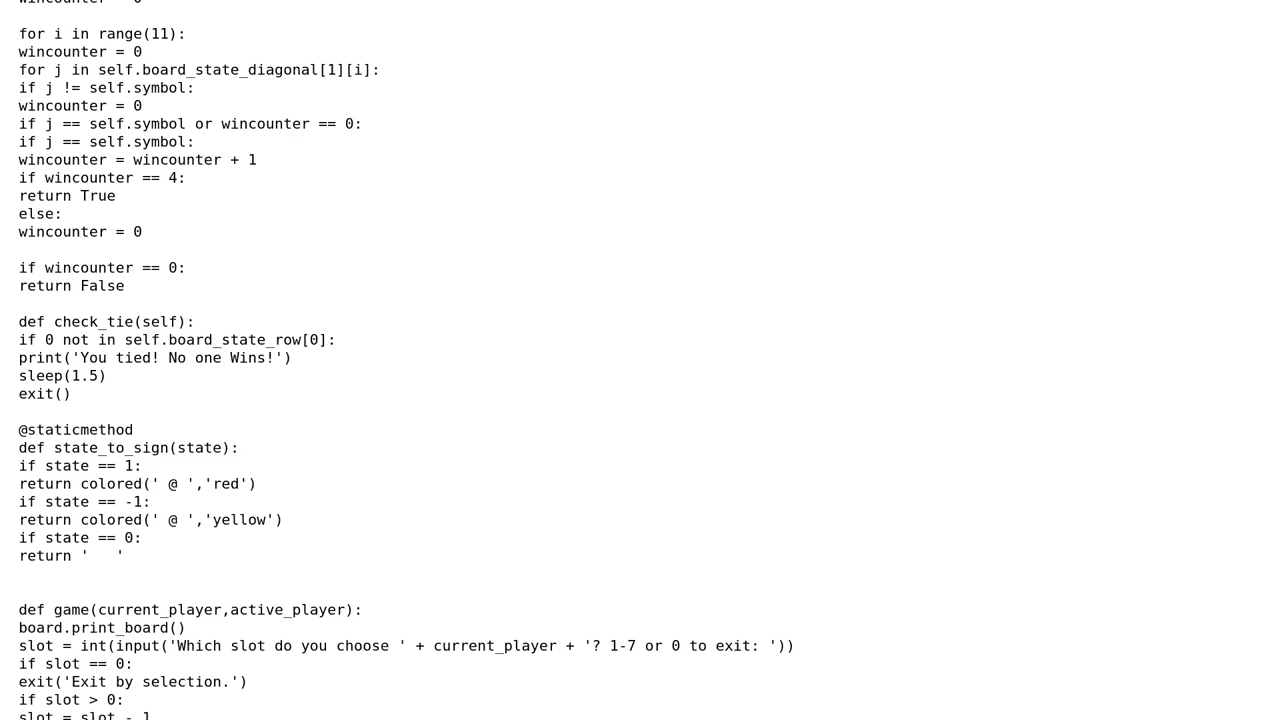 wincounter = 0

for i in range(11):
wincounter = 0
for j in self.board_state_diagonal[1][i]:
if j != self.symbol:
wincounter = 0
if j == self.symbol or wincounter == 0:
if j == self.symbol:
wincounter = wincounter + 1
if wincounter == 4:
return True
else:
wincounter = 0

if wincounter == 0:
return False

def check_tie(self):
if 0 not in self.board_state_row[0]:
print('You tied! No one Wins!')
sleep(1.5)
exit()

@staticmethod
def state_to_sign(state):
if state == 1:
return colored(' @ ','red')
if state == -1:
return colored(' @ ','yellow')
if state == 0:
return '   '


def game(current_player,active_player):
board.print_board()
slot = int(input('Which slot do you choose ' + current_player + '? 1-7 or 0 to exit: '))
if slot == 0:
exit('Exit by selection.')
if slot > 0:
slot = slot - 1